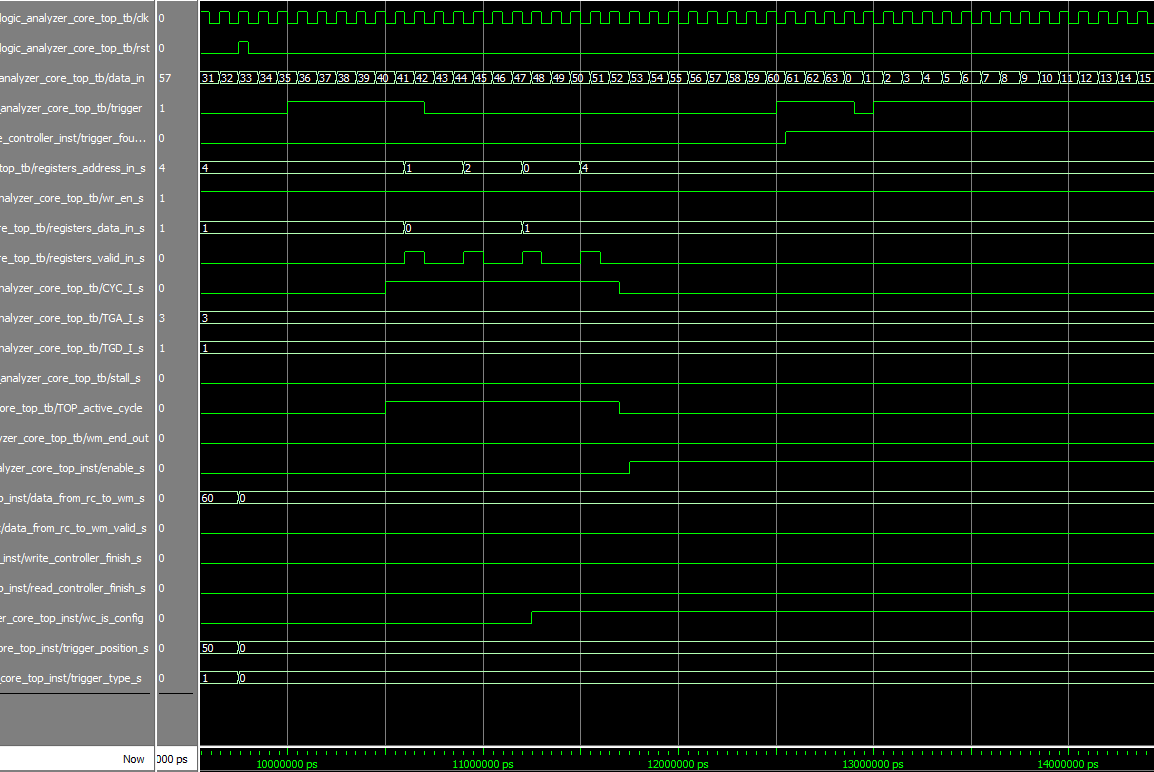 logic_analyzer_core_top_tb/clk 0
logic_analyzer_core_top_tb/rst 0
analyzer_core_top_tb/data_in 57 31 32 33 34 35 36 37 38 39 40 41 42 43 44 45 46 47 48 49 50 51 52 53 54 55 56 57 58 59 60 61 62 63 0 1 2 3 4 5 6 7 8 9 10 11 12 13 14 15
_analyzer_core_top_tb/trigger 1
e_controller_inst/trigger_fou... 0
top_tb/registers_address_in_s 4 4 1 2 0 4
nalyzer_core_top_tb/wr_en_s 1
re_top_tb/registers_data_in_s 1 1 0 1
re_top_tb/registers_valid_in_s 0
nalyzer_core_top_tb/CYC_I_s 0
nalyzer_core_top_tb/TGA_I_s 3 3
nalyzer_core_top_tb/TGD_I_s 1 1
_analyzer_core_top_tb/stall_s 0
ore_top_tb/TOP_active_cycle 0
yzer_core_top_tb/wm_end_out 0
alyzer_core_top_inst/enable_s 0
p_inst/data_from_rc_to_wm_s 0 60 0
t/data_from_rc_to_wm_valid_s 0
_inst/write_controller_finish_s 0
p_inst/read_controller_finish_s 0
er_core_top_inst/wc_is_config 0
ore_top_inst/trigger_position_s 0 50 0
_core_top_inst/trigger_type_s 0 1 0
Now 000 ps 10000000 ps 11000000 ps 12000000 ps 13000000 ps 14000000 ps